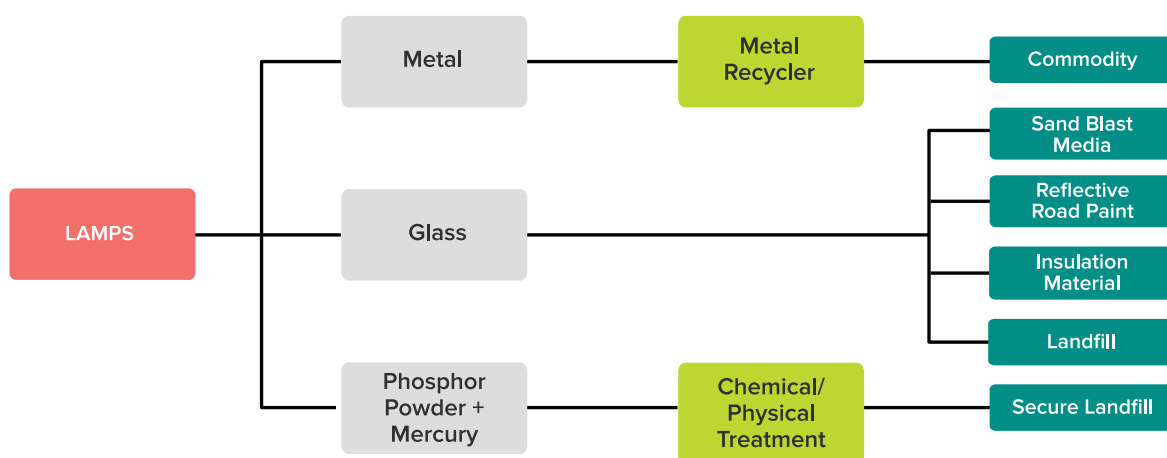 LAMPS
Metal
Metal
Recycler
Commodity
Glass
Sand Blast
Media
Reflective
Road Paint
Insulation
Material
Landfill
Phosphor
Powder +
Mercury
Chemical/
Physical
Treatment
Secure Landfill